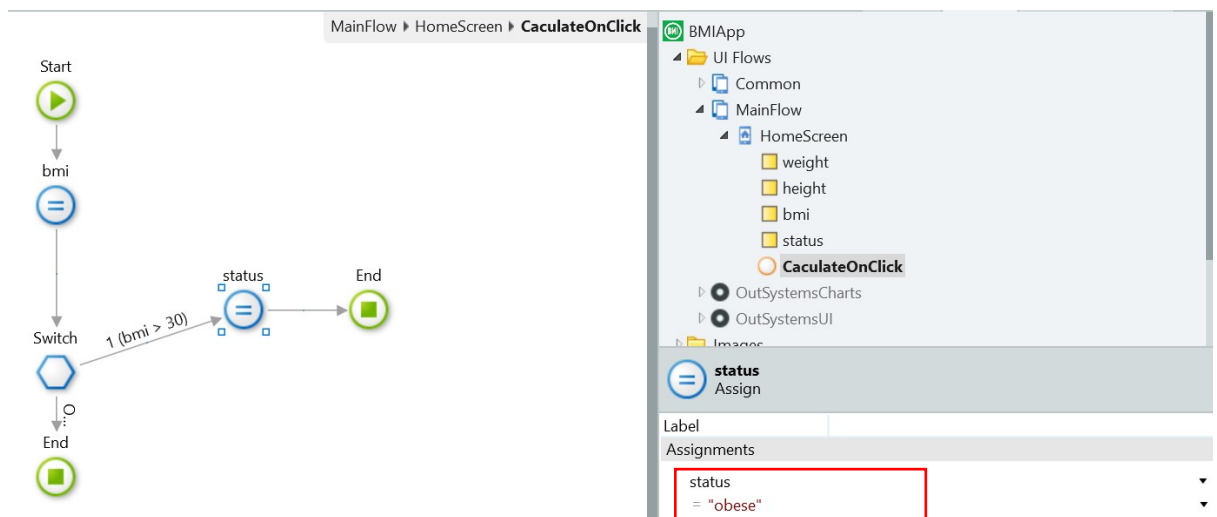 MainFlow ▸ HomeScreen ▸ CaculateOnClick
Start
bmi
Switch
1 (bmi > 30)
status
End
O...
End
BMIApp
UI Flows
Common
MainFlow
HomeScreen
weight
height
bmi
status
CaculateOnClick
OutSystemsCharts
OutSystemsUI
Images
status
Assign
Label
Assignments
status
= "obese"